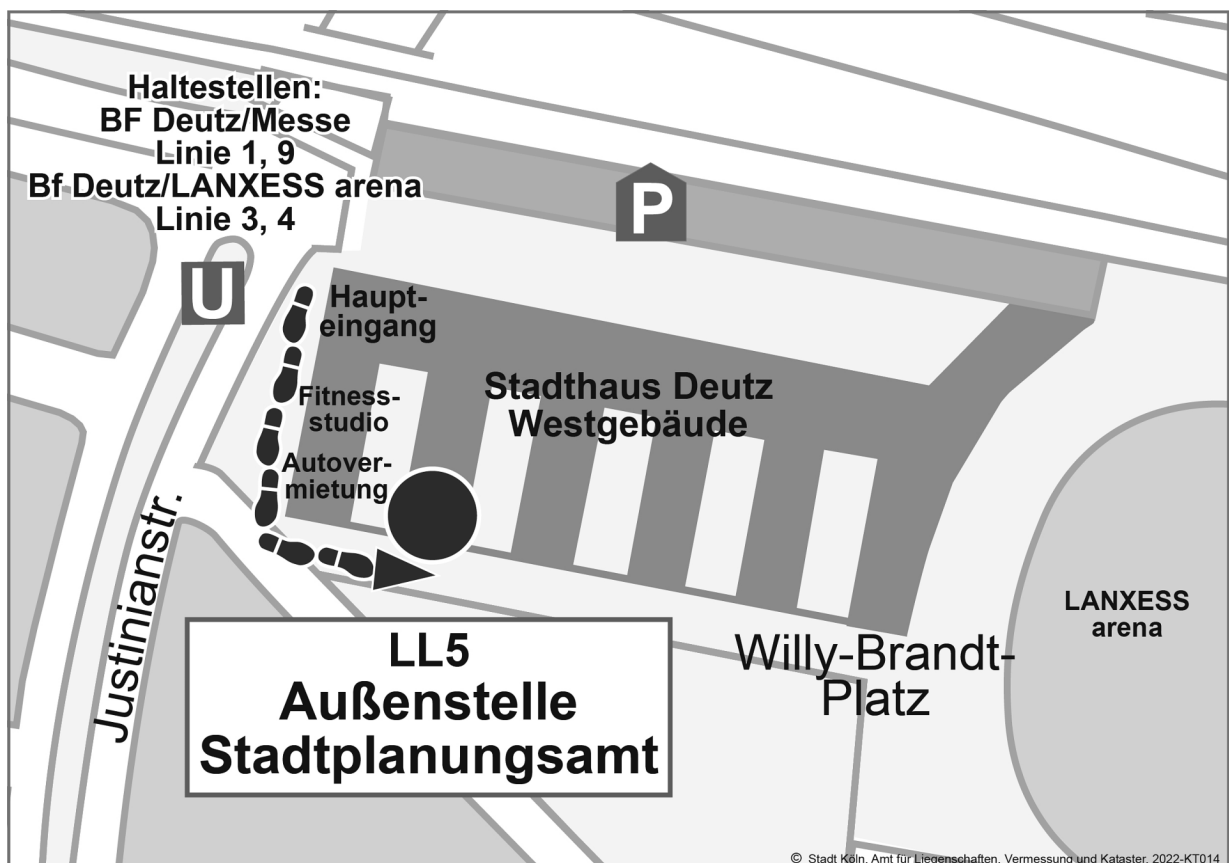 Haltestellen:
BF Deutz/Messe
Linie 1, 9
Bf Deutz/LANXESS arena
Linie 3, 4
P
U
Haupt-
eingang
Stadthaus Deutz
Westgebäude
Fitness-
studio
Autover-
mietung
Justinianstr.
LANXESS
arena
Willy-Brandt-
Platz
LL5
Außenstelle
Stadtplanungsamt
© Stadt Köln, Amt für Liegenschaften, Vermessung und Kataster, 2022-KT014